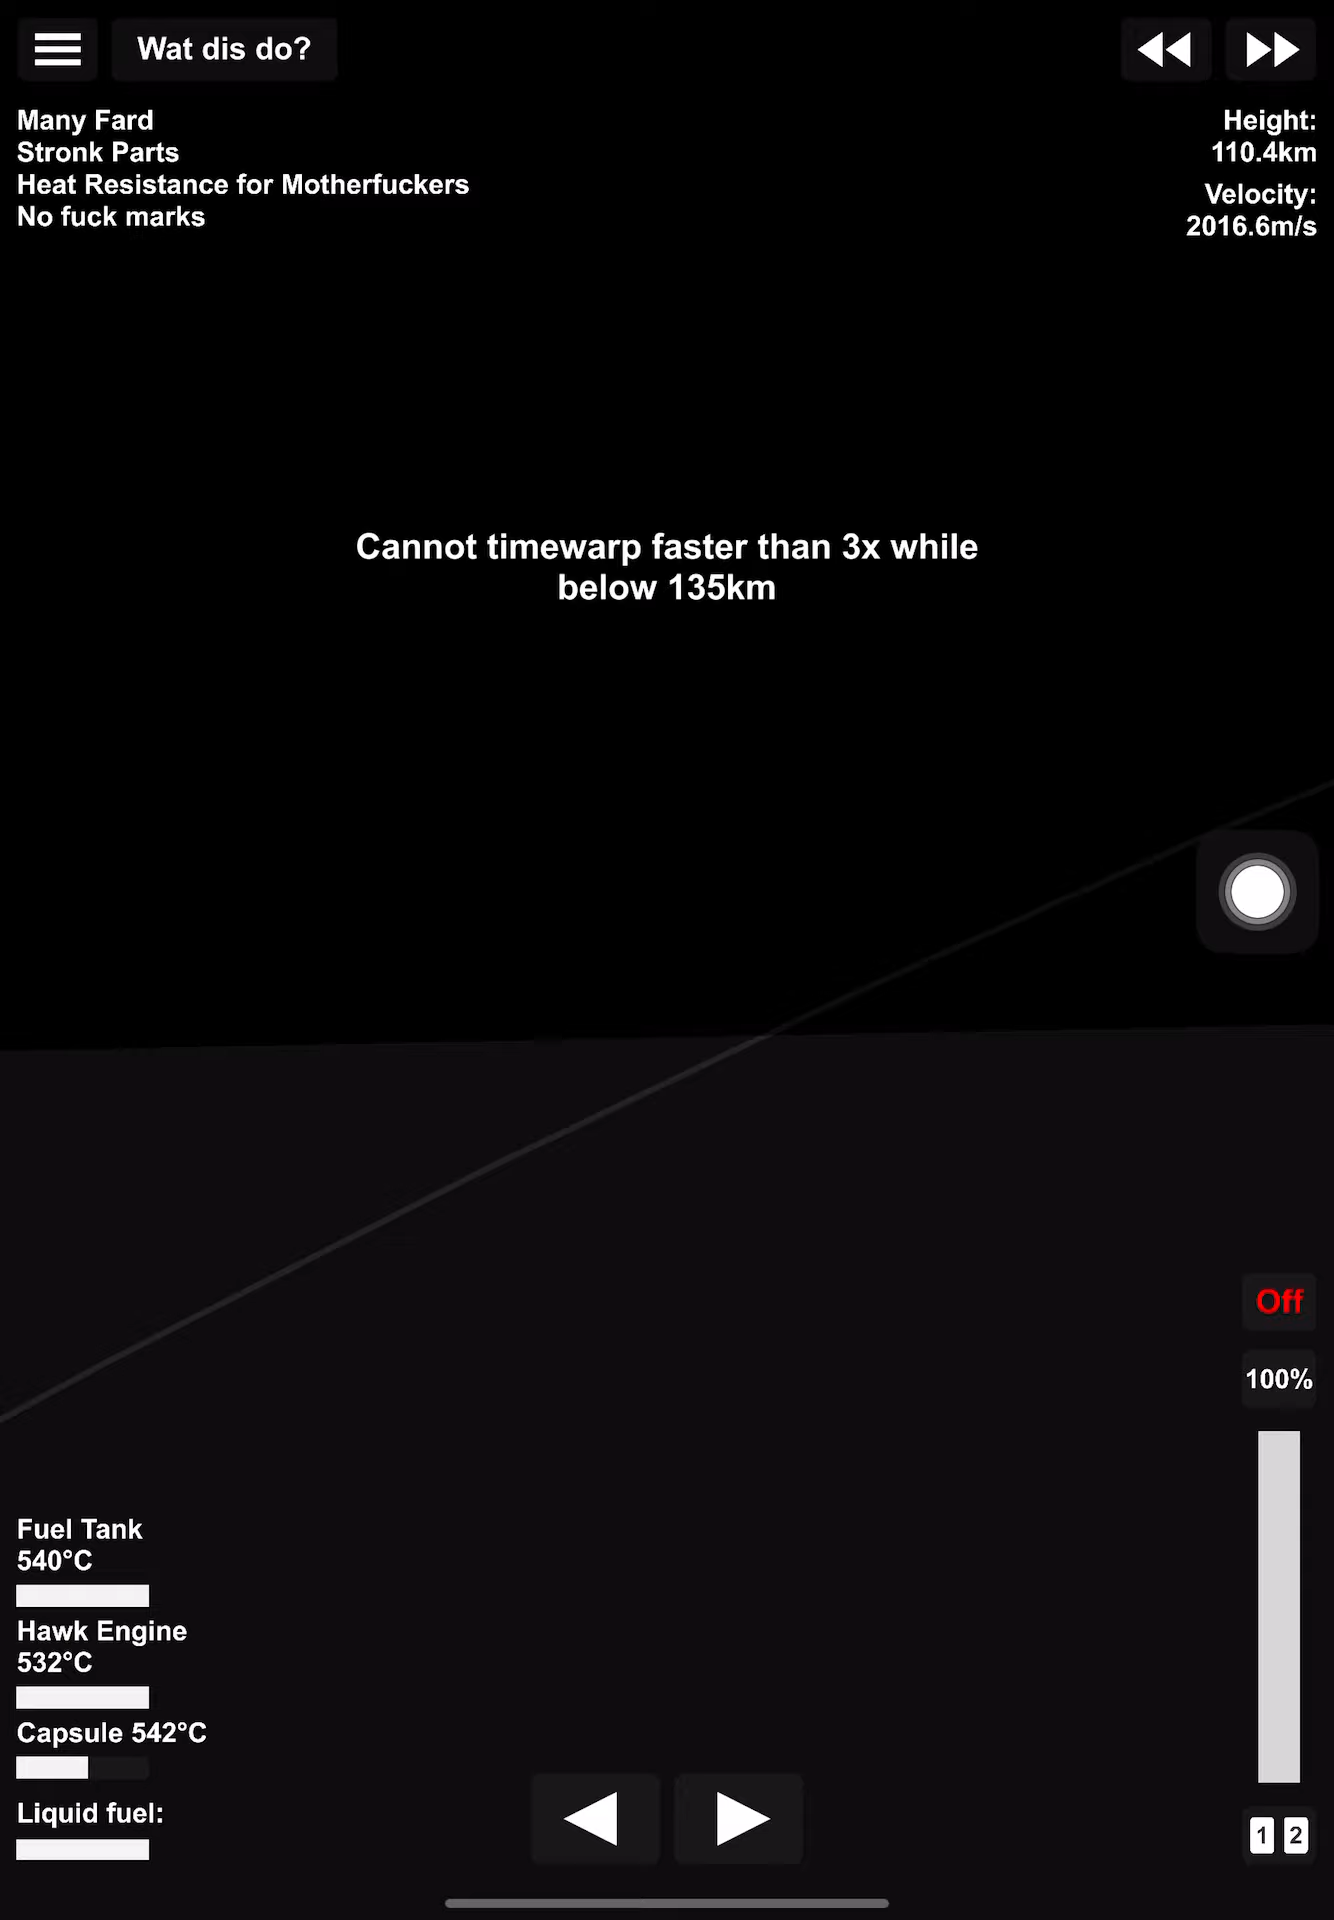 Wat dis do?
Many Fard
Stronk Parts
Heat Resistance for Motherfuckers
No fuck marks
Height:
110.4km
Velocity:
2016.6m/s
Cannot timewarp faster than 3x while
below 135km
Off
100%
Fuel Tank
540°C
Hawk Engine
532°C
Capsule 542°C
Liquid fuel:
1 2